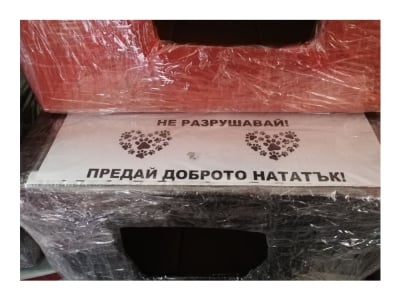 НЕ РАЗРУШАВАЙ!
ПРЕДАЙ ДОБРОТО НАТАТЪК!